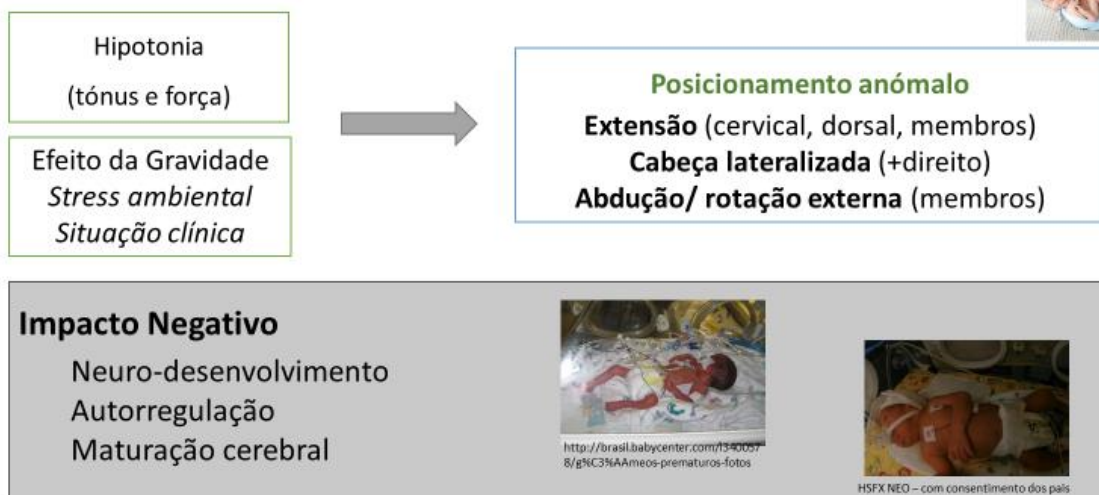 Hipotonia
(tónus e força)
Efeito da Gravidade
Stress ambiental
Situação clínica
Posicionamento anómalo
Extensão (cervical, dorsal, membros)
Cabeça lateralizada (+direito)
Abdução/ rotação externa (membros)
Impacto Negativo
Neuro-desenvolvimento
Autorregulação
Maturação cerebral
http://brasil.babycenter.com/l340057
8/g%C3%AAmeos-prematuros-fotos
HSFX NEO – com consentimento dos pais